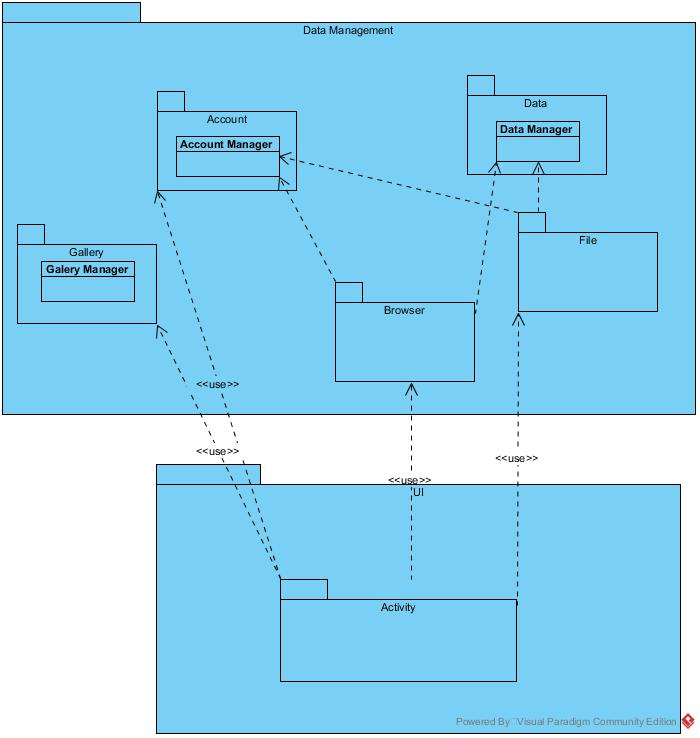 Data Management
Data
Data Manager
Account
Account Manager
File
Gallery
Galery Manager
Browser
<<use>>
<<use>>
<<use>>
<<use>>
UI
Activity
Powered By Visual Paradigm Community Edition